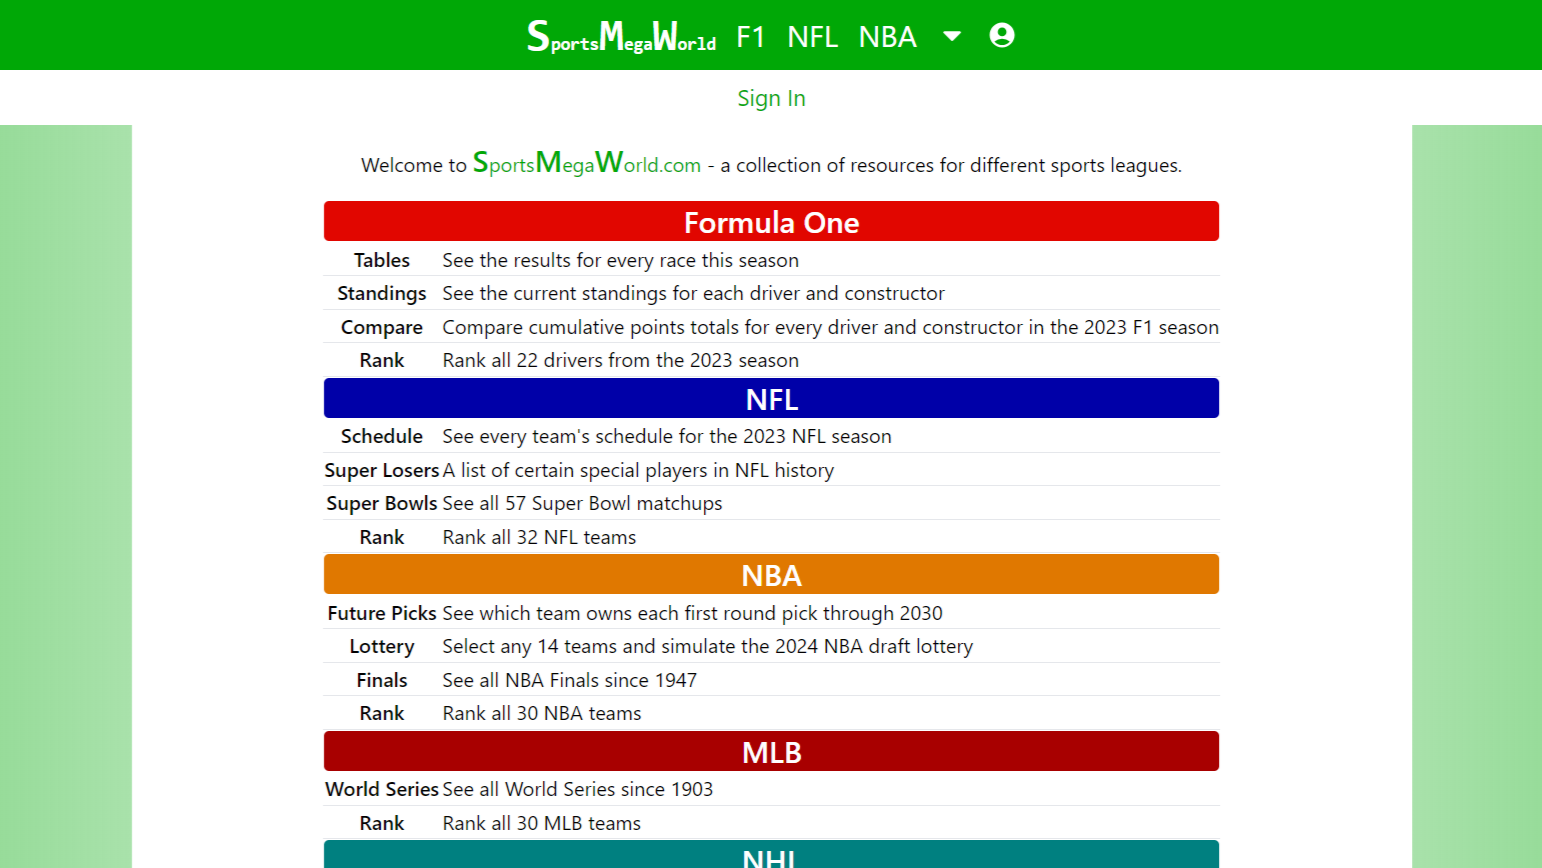 SportsMegaWorld F1 NFL NBA
Sign In
Welcome to SportsMegaWorld.com - a collection of resources for different sports leagues.
Formula One
Tables See the results for every race this season
Standings See the current standings for each driver and constructor
Compare Compare cumulative points totals for every driver and constructor in the 2023 F1 season
Rank Rank all 22 drivers from the 2023 season
NFL
Schedule See every team's schedule for the 2023 NFL season
Super Losers A list of certain special players in NFL history
Super Bowls See all 57 Super Bowl matchups
Rank Rank all 32 NFL teams
NBA
Future Picks See which team owns each first round pick through 2030
Lottery Select any 14 teams and simulate the 2024 NBA draft lottery
Finals See all NBA Finals since 1947
Rank Rank all 30 NBA teams
MLB
World Series See all World Series since 1903
Rank Rank all 30 MLB teams
NHL